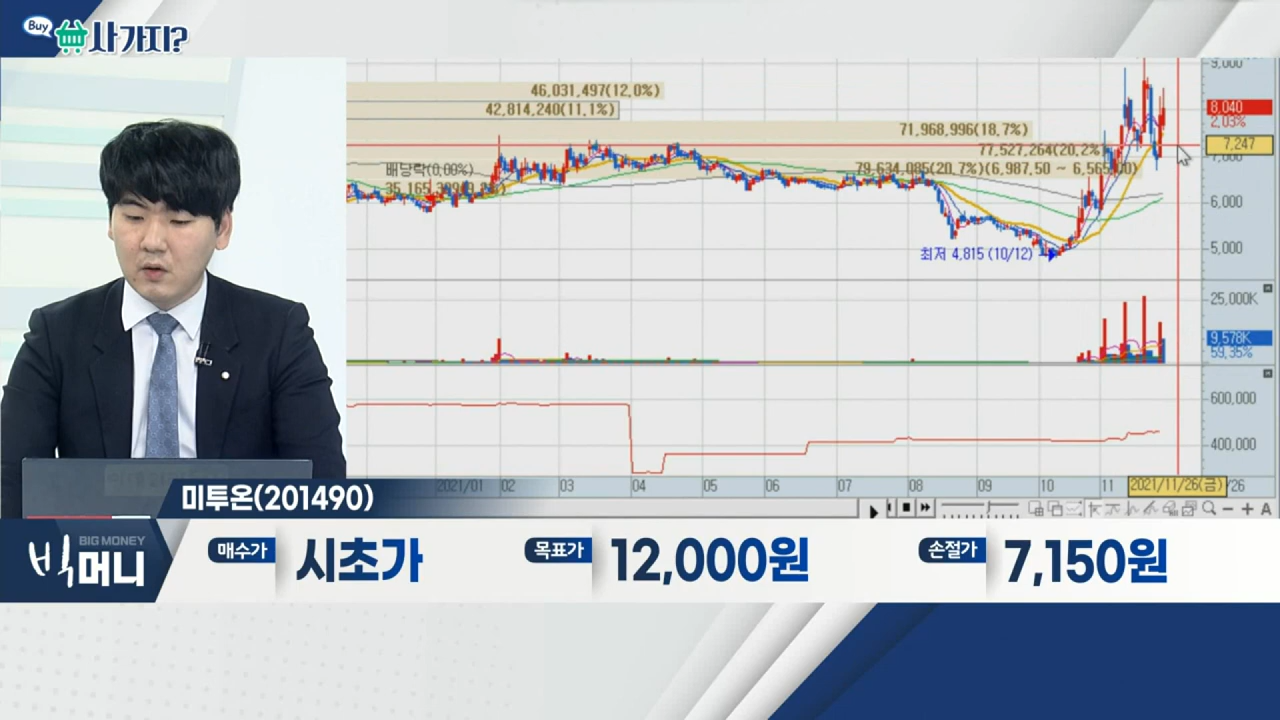 Buy
사가지?
9,000
46,031,497(12.0%)
42,814,240(11.1%)
8,040
2.03%
71,968,996(18.7%)
77,527,264(20.2%)
7,247
7,000
배당락(0.00%)
79,634,085(20.7%)(6,987.50 ~ 6,565.00)
6,000
5,000
최저 4,815 (10/12)
25,000K
9,578K
59.35%
600,000
400,000
2021/01 02 03 04 05 06 07 08 09 10 11 2021/11/26(금) /26
A
미투온(201490)
BIG MONEY
빅머니
매수가 시초가 목표가 12,000원 손절가 7,150원